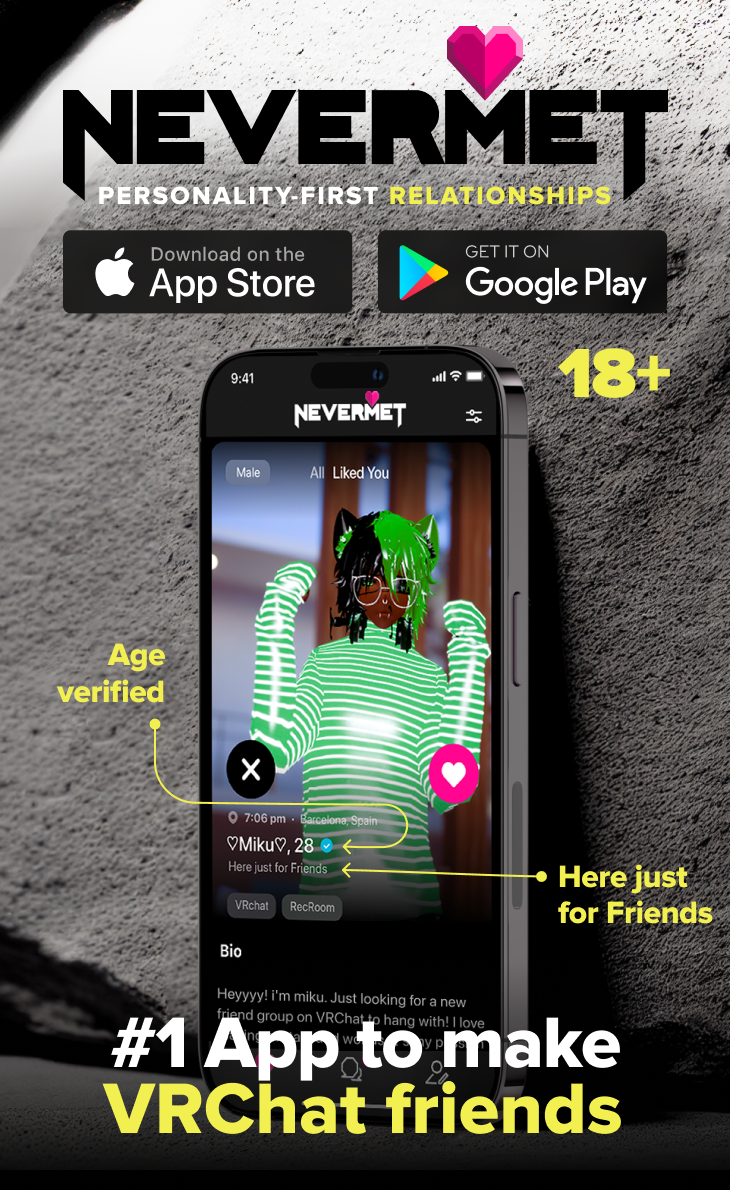 NEVERMET
PERSONALITY-FIRST RELATIONSHIPS
Download on the
App Store
GET IT ON
Google Play
18+
9:41
NEVERMET
Male
All Liked You
Age
verified
7:06 pm · Barcelona, Spain
♡Miku♡, 28
Here just for Friends
Here just
for Friends
VRchat
RecRoom
Bio
Heyyyy! i'm miku. Just looking for a new
friend group on VRChat to hang with! I love
#1 App to make
VRChat friends